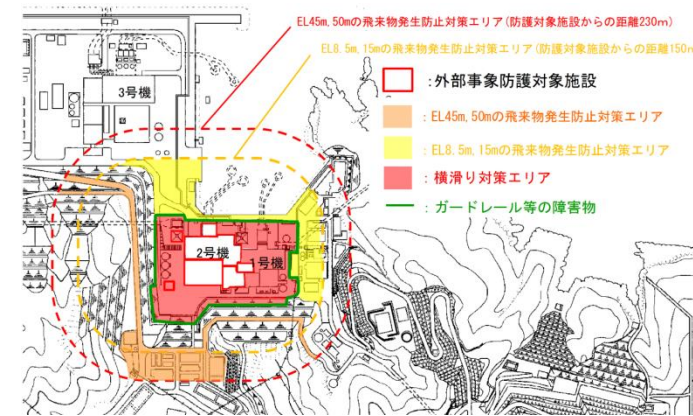 EL45m,50mの飛来物発生防止対策エリア(防護対象施設からの距離230m)
EL8.5m,15mの飛来物発生防止対策エリア(防護対象施設からの距離150m
:外部事象防護対象施設
:EL45m,50mの飛来物発生防止対策エリア
:EL8.5m,15mの飛来物発生防止対策エリア
:横滑り対策エリア
:ガードレール等の障害物
3号機
2号機
1号機